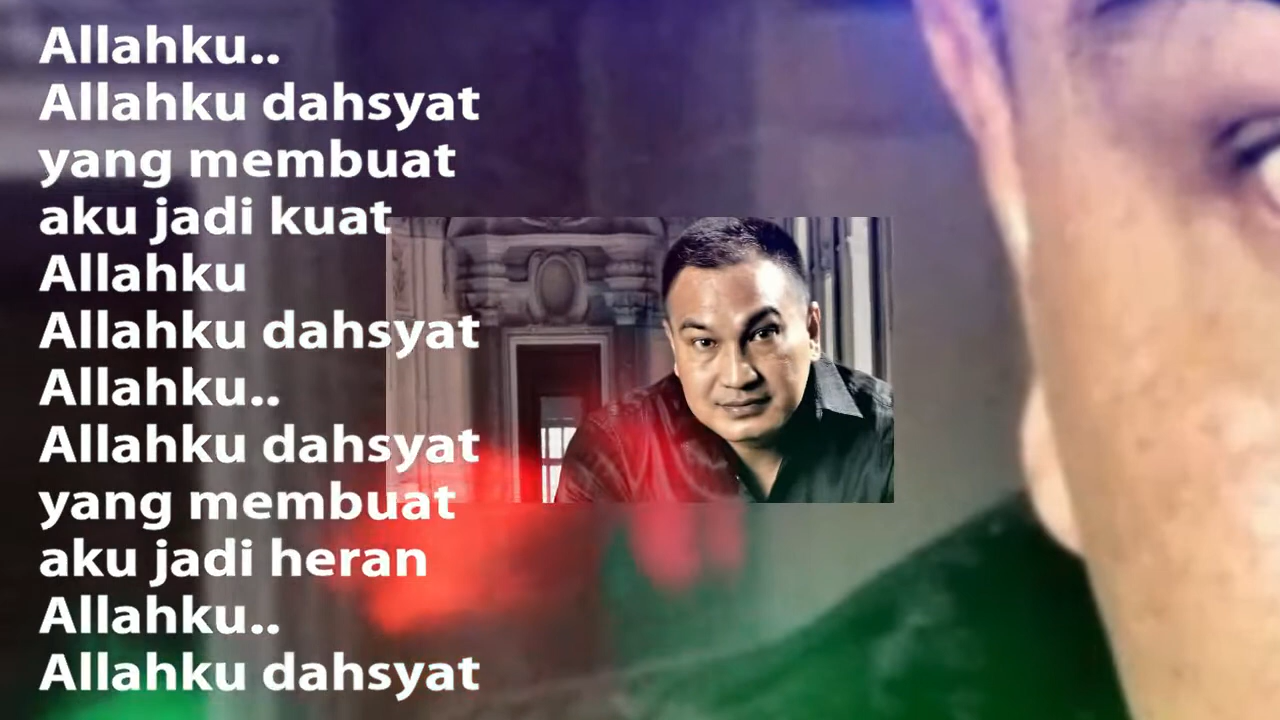 Allahku..
Allahku dahsyat
yang membuat
aku jadi kuat
Allahku
Allahku dahsyat
Allahku..
Allahku dahsyat
yang membuat
aku jadi heran
Allahku..
Allahku dahsyat